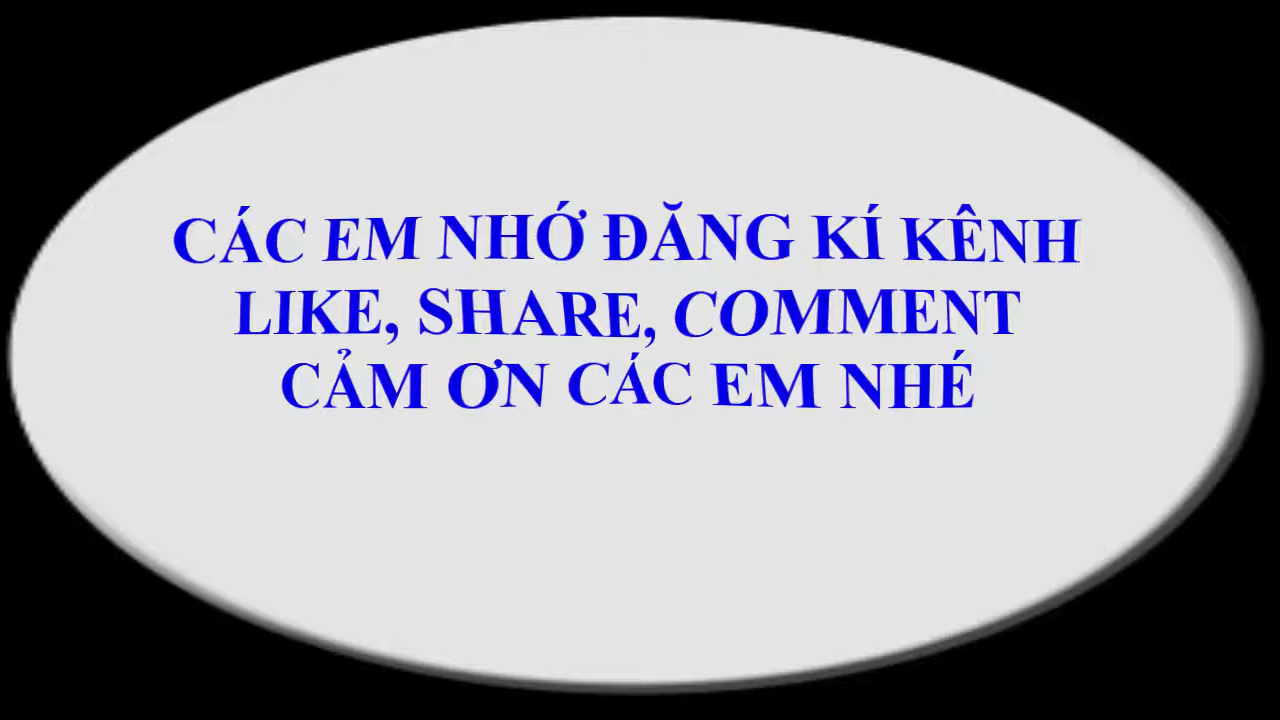 CÁC EM NHỚ ĐĂNG KÍ KÊNH
LIKE, SHARE, COMMENT
CẢM ƠN CÁC EM NHÉ